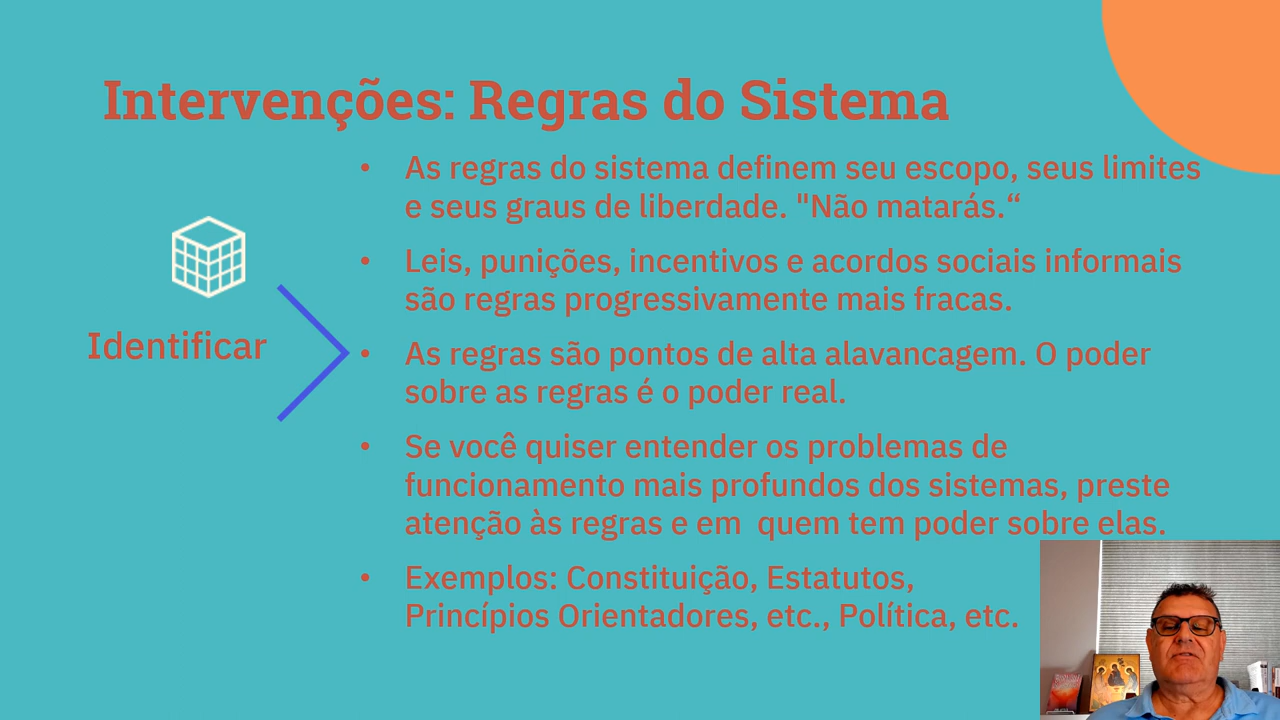 Intervenções: Regras do Sistema
• As regras do sistema definem seu escopo, seus limites
e seus graus de liberdade. "Não matarás.“
• Leis, punições, incentivos e acordos sociais informais
são regras progressivamente mais fracas.
Identificar
• As regras são pontos de alta alavancagem. O poder
sobre as regras é o poder real.
• Se você quiser entender os problemas de
funcionamento mais profundos dos sistemas, preste
atenção às regras e em  quem tem poder sobre elas.
• Exemplos: Constituição, Estatutos,
Princípios Orientadores, etc., Política, etc.